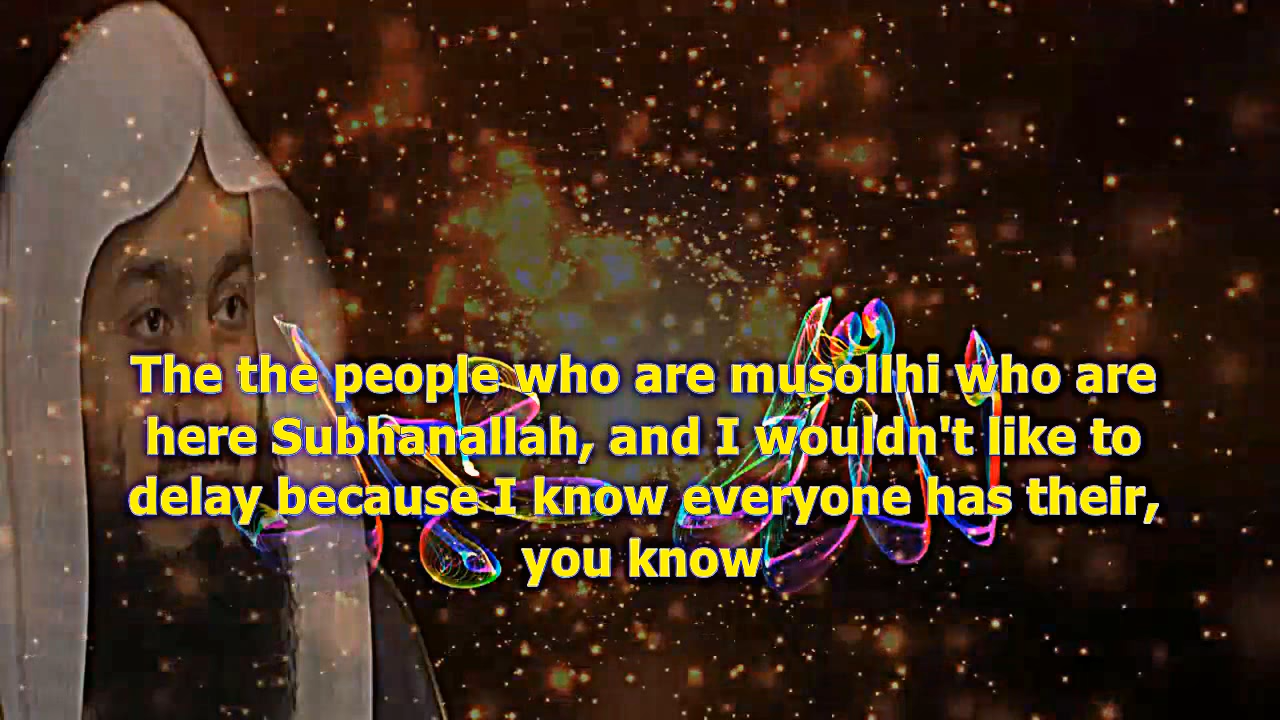 The the people who are musollhi who are
here Subhanallah, and I wouldn't like to
delay because I know everyone has their,
you know